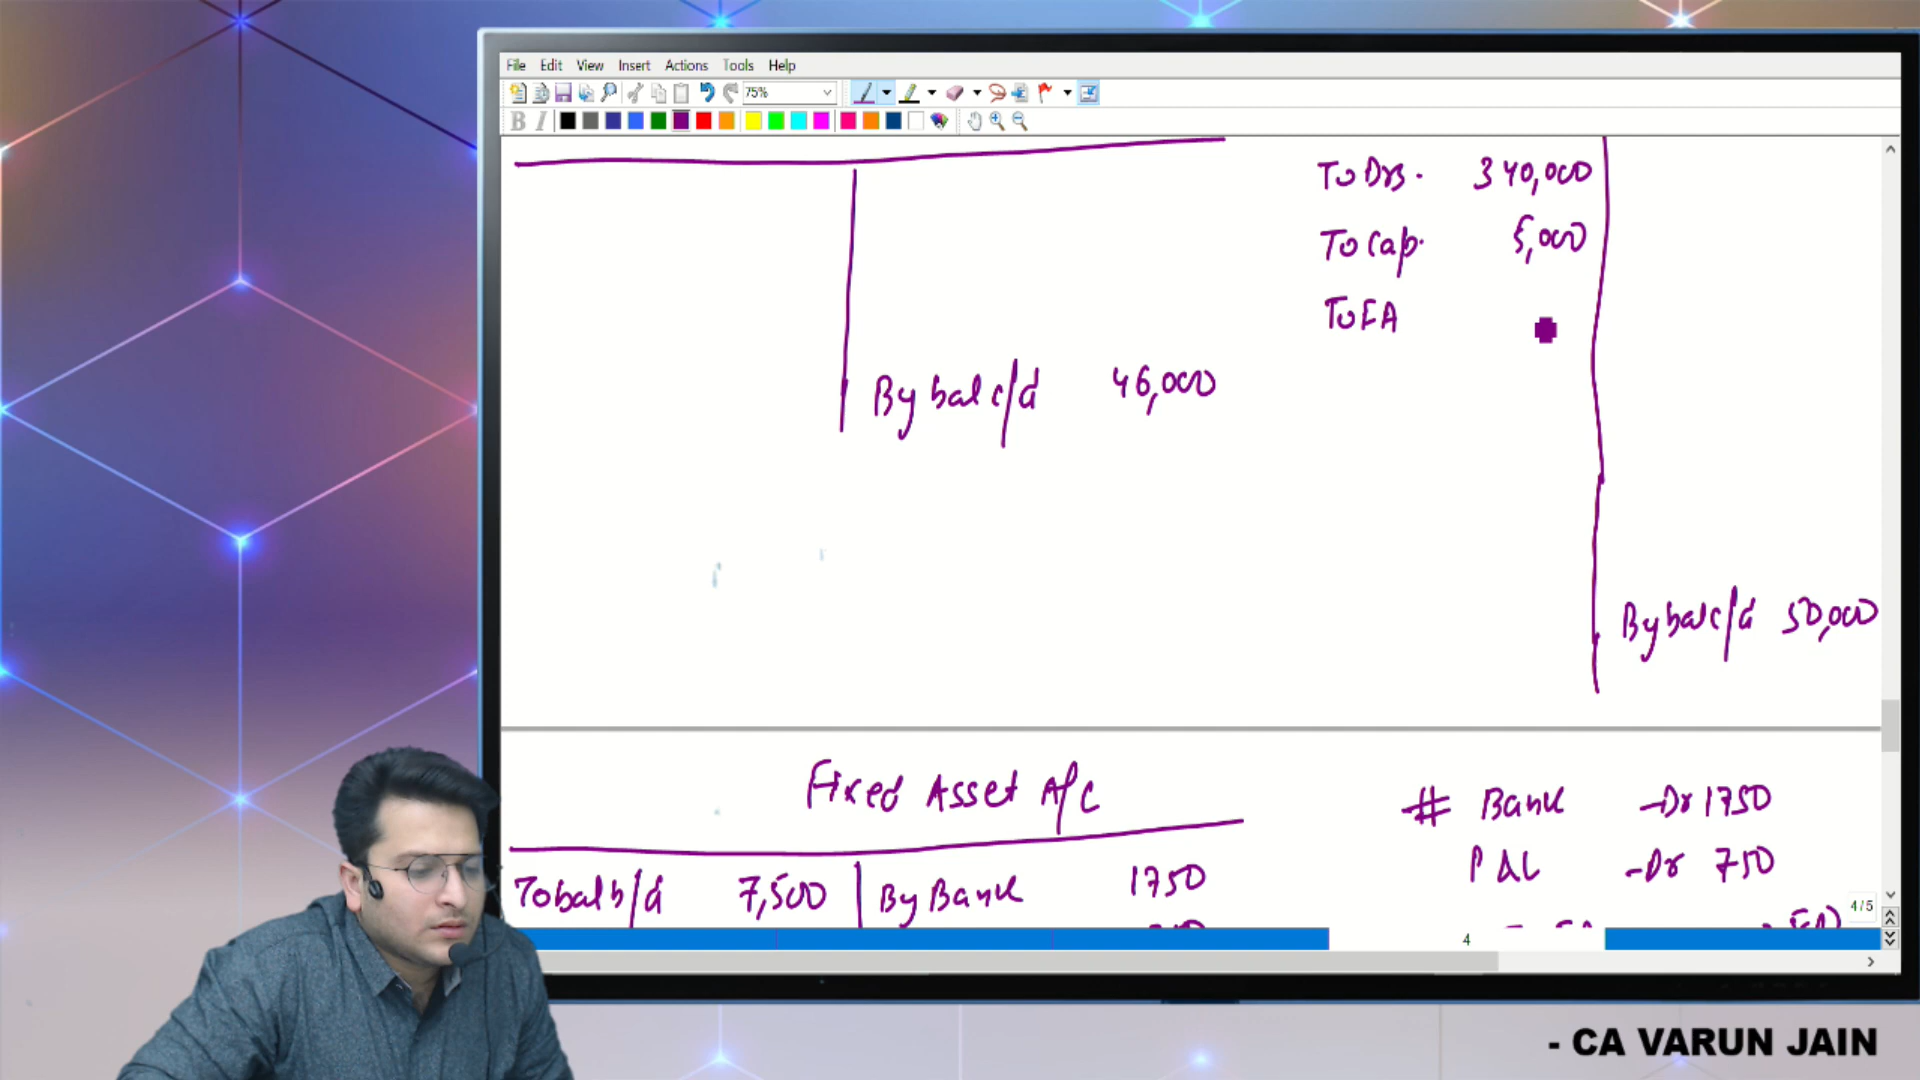 File Edit View Insert Actions Tools Help
75%
B I
To Drs. 340,000
To Cap. 5,000
To FA
By bal c/d 46,000
By bal c/d 50,000
Fixed Asset A/c
# Bank -Dr 1750
P&L -Dr 750
To bal b/d 7,500 By Bank 1750
4/5
4
- CA VARUN JAIN